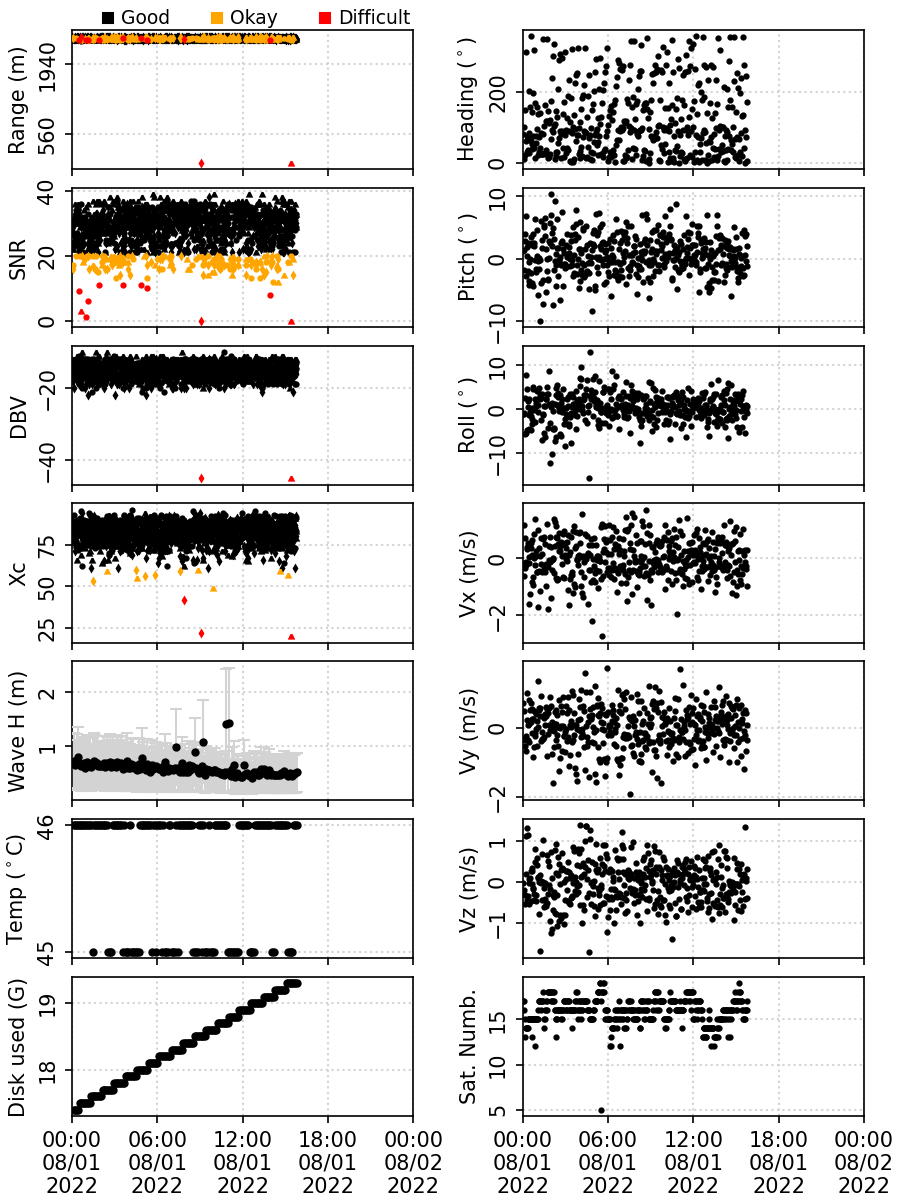 Good Okay Difficult
Range (m)
1940
560
Heading (°)
200
0
SNR
40
20
0
Pitch (°)
10
0
−10
DBV
−20
−40
Roll (°)
10
0
−10
Xc
75
50
25
Vx (m/s)
0
−2
Wave H (m)
2
1
Vy (m/s)
0
−2
Temp (°C)
46
45
Vz (m/s)
1
0
−1
Disk used (G)
19
18
Sat. Numb.
15
10
5
00:00 06:00 12:00 18:00 00:00
08/01 08/01 08/01 08/01 08/02
2022 2022 2022 2022 2022
00:00 06:00 12:00 18:00 00:00
08/01 08/01 08/01 08/01 08/02
2022 2022 2022 2022 2022